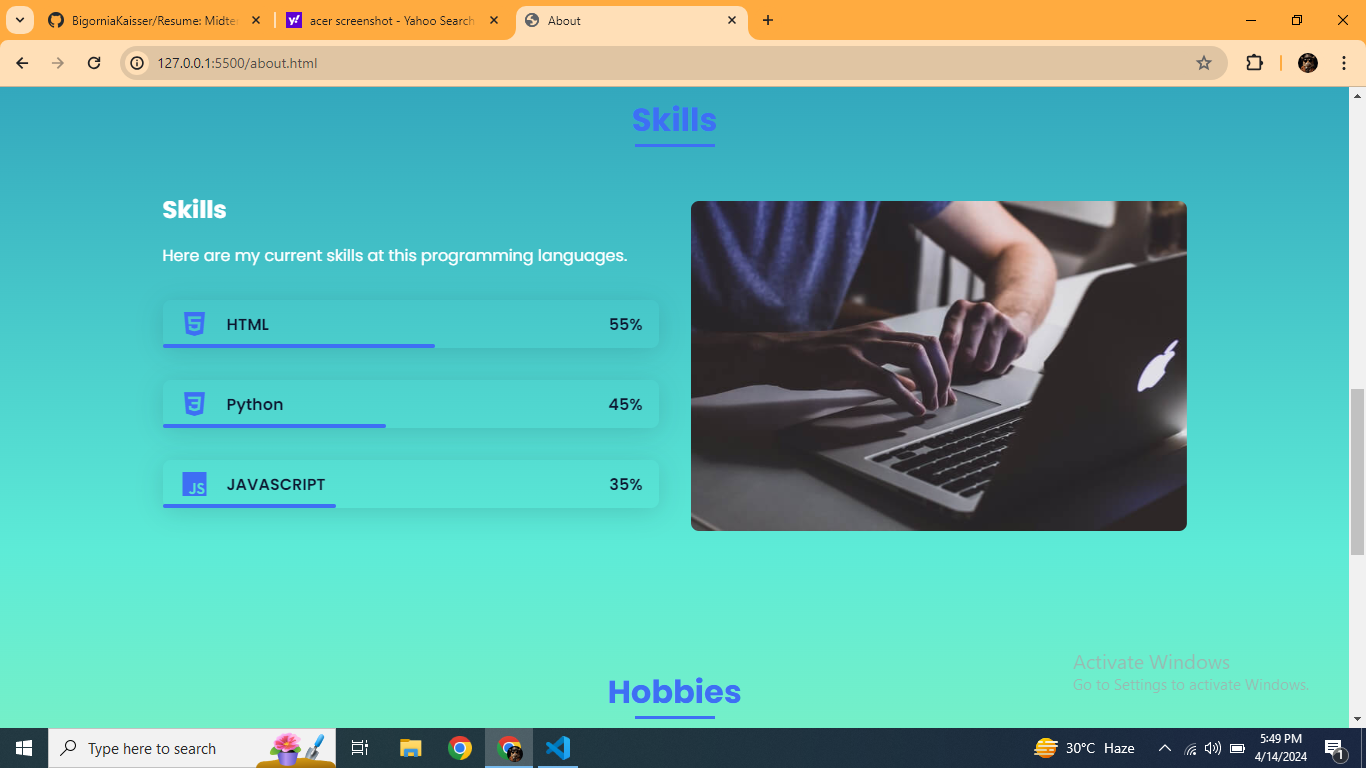 BigorniaKaisser/Resume: Midte
acer screenshot - Yahoo Search
About
127.0.0.1:5500/about.html
Skills
Skills
Here are my current skills at this programming languages.
HTML 55%
Python 45%
JS JAVASCRIPT 35%
Hobbies
Activate Windows
Go to Settings to activate Windows.
Type here to search
30°C Haze
5:49 PM
4/14/2024
1